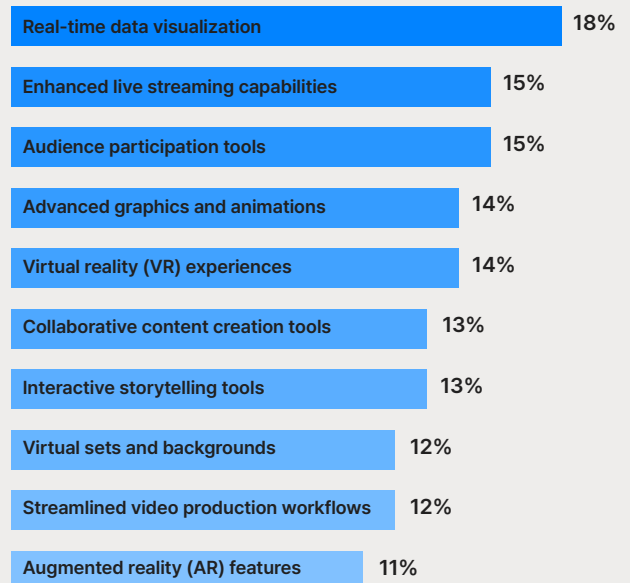 Real-time data visualization 18%
Enhanced live streaming capabilities 15%
Audience participation tools 15%
Advanced graphics and animations 14%
Virtual reality (VR) experiences 14%
Collaborative content creation tools 13%
Interactive storytelling tools 13%
Virtual sets and backgrounds 12%
Streamlined video production workflows 12%
Augmented reality (AR) features 11%